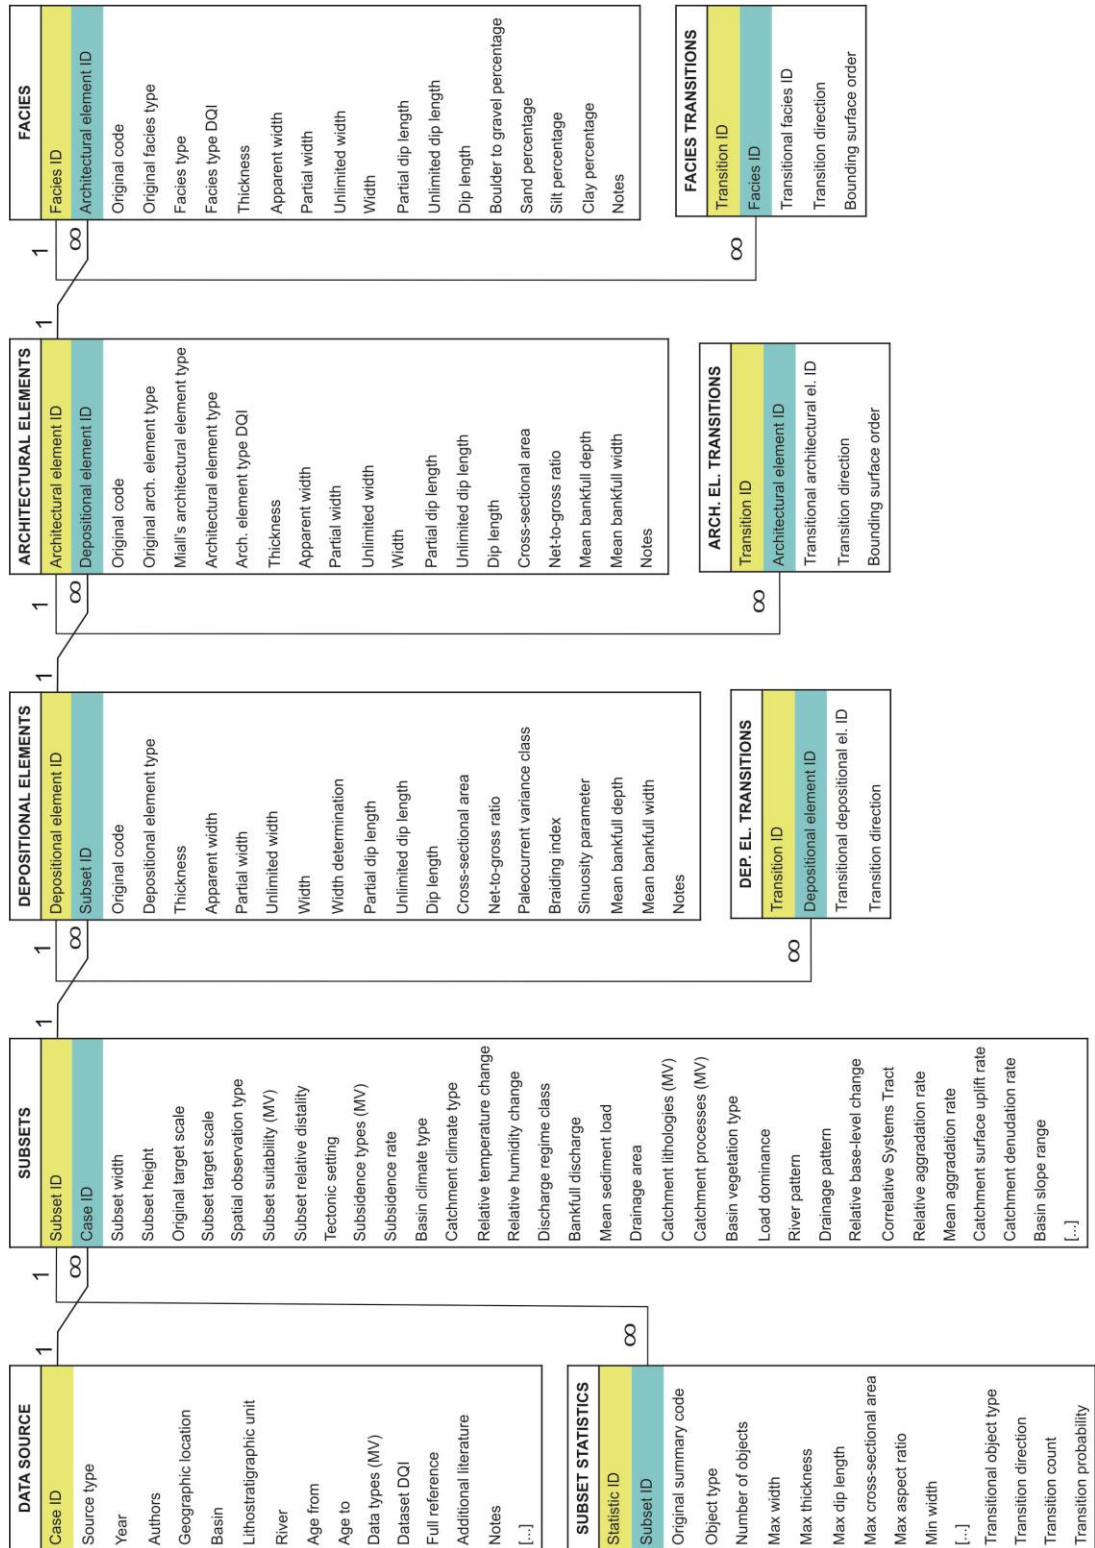 DATA SOURCE
Case ID
Source type
Year
Authors
Geographic location
Basin
Lithostratigraphic unit
River
Age from
Age to
Data types (MV)
Dataset DQI
Full reference
Additional literature
Notes
[...]
1
∞
SUBSETS
Subset ID
Case ID
Subset width
Subset height
Original target scale
Subset target scale
Spatial observation type
Subset suitability (MV)
Subset relative distality
Tectonic setting
Subsidence types (MV)
Subsidence rate
Basin climate type
Catchment climate type
Relative temperature change
Relative humidity change
Discharge regime class
Bankfull discharge
Mean sediment load
Drainage area
Catchment lithologies (MV)
Catchment processes (MV)
Basin vegetation type
Load dominance
River pattern
Drainage pattern
Relative base-level change
Correlative Systems Tract
Relative aggradation rate
Mean aggradation rate
Catchment surface uplift rate
Catchment denudation rate
Basin slope range
[...]
1
1
∞
DEPOSITIONAL ELEMENTS
Depositional element ID
Subset ID
Original code
Depositional element type
Thickness
Apparent width
Partial width
Unlimited width
Width
Width determination
Partial dip length
Unlimited dip length
Dip length
Cross-sectional area
Net-to-gross ratio
Paleocurrent variance class
Braiding index
Sinuosity parameter
Mean bankfull depth
Mean bankfull width
Notes
1
1
∞
ARCHITECTURAL ELEMENTS
Architectural element ID
Depositional element ID
Original code
Original arch. element type
Miall's architectural element type
Architectural element type
Arch. element type DQI
Thickness
Apparent width
Partial width
Unlimited width
Width
Partial dip length
Unlimited dip length
Dip length
Cross-sectional area
Net-to-gross ratio
Mean bankfull depth
Mean bankfull width
Notes
1
1
∞
FACIES
Facies ID
Architectural element ID
Original code
Original facies type
Facies type
Facies type DQI
Thickness
Apparent width
Partial width
Unlimited width
Width
Partial dip length
Unlimited dip length
Dip length
Boulder to gravel percentage
Sand percentage
Silt percentage
Clay percentage
Notes
1
∞
SUBSET STATISTICS
Statistic ID
Subset ID
Original summary code
Object type
Number of objects
Max width
Max thickness
Max dip length
Max cross-sectional area
Max aspect ratio
Min width
[...]
Transitional object type
Transition direction
Transition count
Transition probability
∞
DEP. EL. TRANSITIONS
Transition ID
Depositional element ID
Transitional depositional el. ID
Transition direction
∞
ARCH. EL. TRANSITIONS
Transition ID
Architectural element ID
Transitional architectural el. ID
Transition direction
Bounding surface order
∞
FACIES TRANSITIONS
Transition ID
Facies ID
Transitional facies ID
Transition direction
Bounding surface order